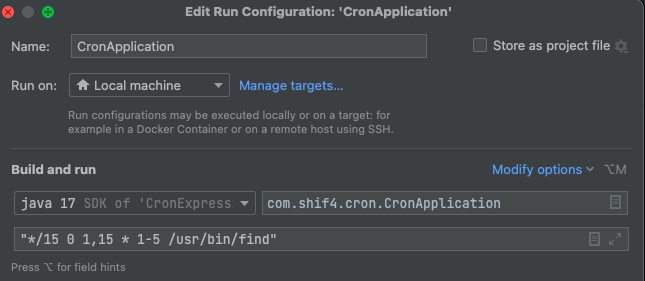 Edit Run Configuration: 'CronApplication'
Name: CronApplication Store as project file
Run on: Local machine Manage targets...
Run configurations may be executed locally or on a target: for
example in a Docker Container or on a remote host using SSH.
Build and run Modify options ⌥M
java 17 SDK of 'CronExpress com.shif4.cron.CronApplication
"*/15 0 1,15 * 1-5 /usr/bin/find"
Press ⌥ for field hints